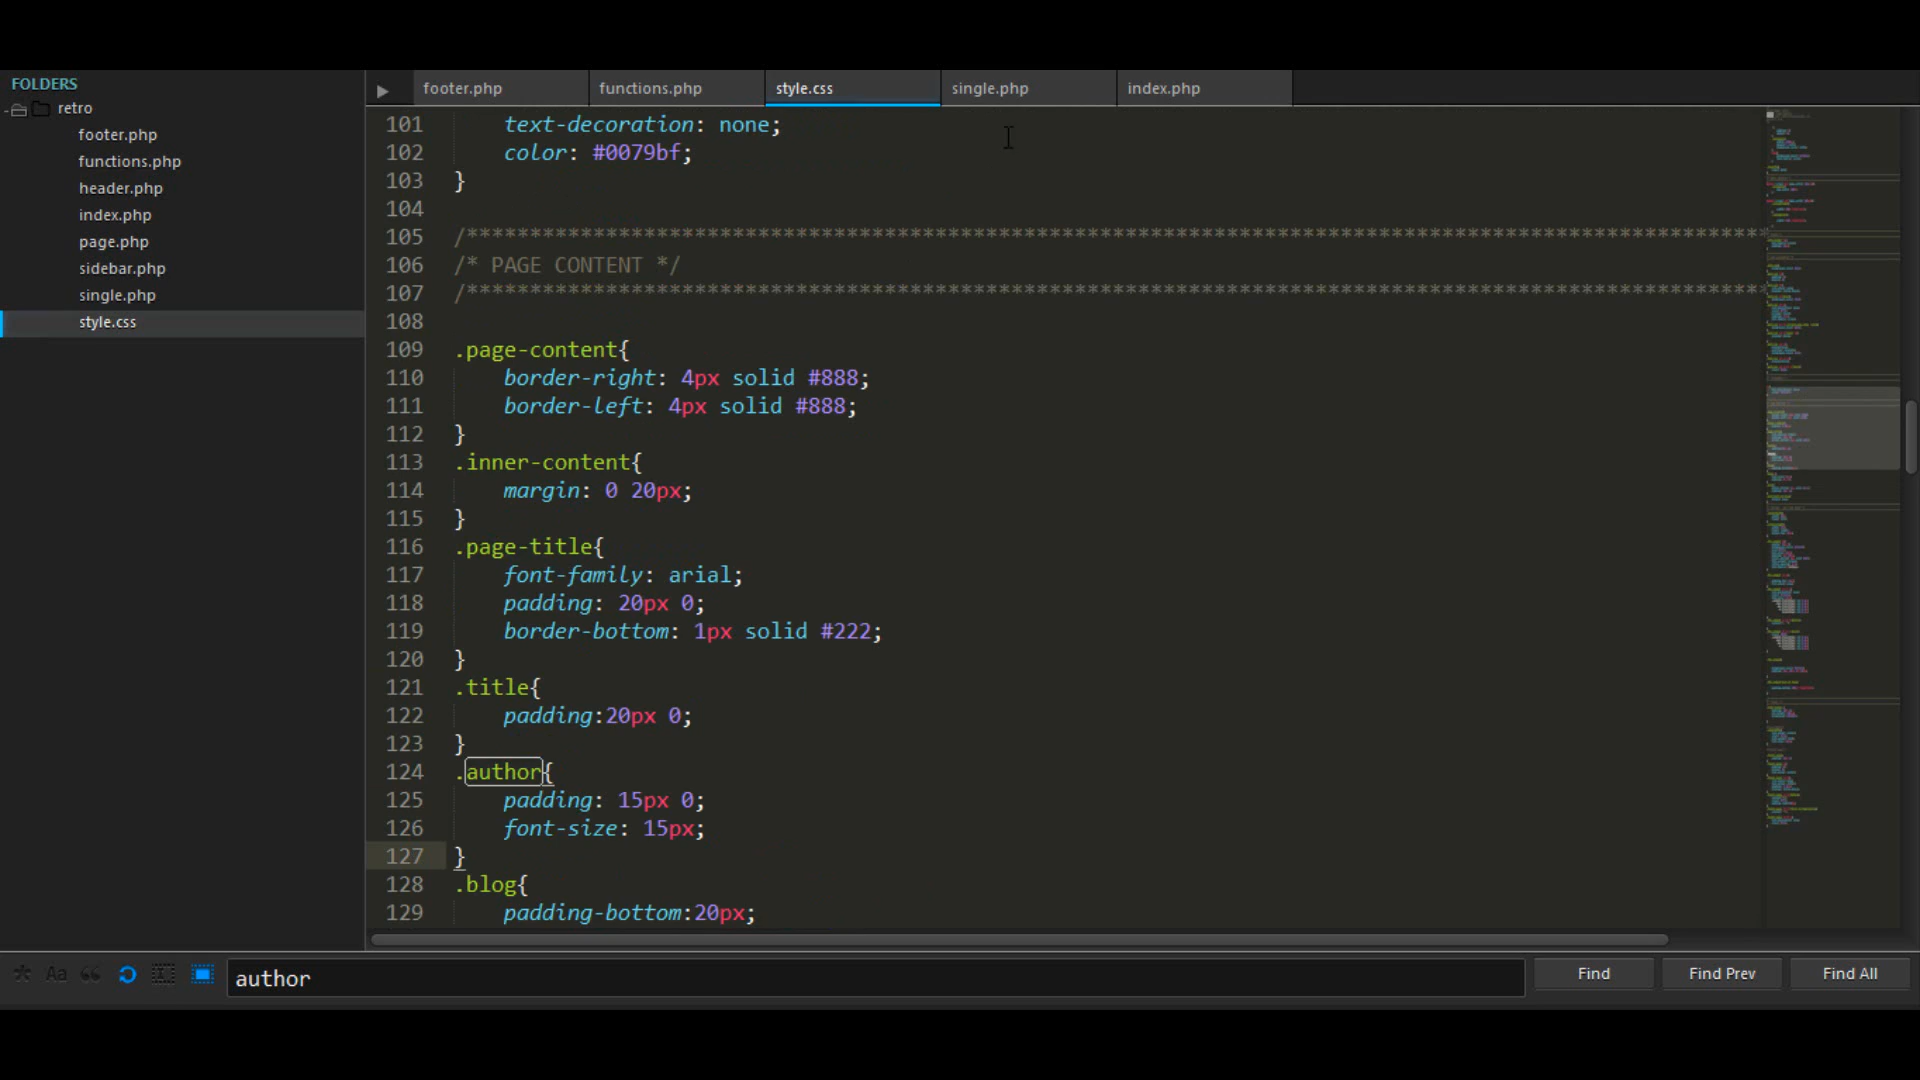 FOLDERS
retro
footer.php
functions.php
header.php
index.php
page.php
sidebar.php
single.php
style.css
footer.php functions.php style.css single.php index.php
101 text-decoration: none;
102 color: #0079bf;
103 }
104
105 /*******************************************************************************************************
106 /* PAGE CONTENT */
107 /*******************************************************************************************************
108
109 .page-content{
110 border-right: 4px solid #888;
111 border-left: 4px solid #888;
112 }
113 .inner-content{
114 margin: 0 20px;
115 }
116 .page-title{
117 font-family: arial;
118 padding: 20px 0;
119 border-bottom: 1px solid #222;
120 }
121 .title{
122 padding:20px 0;
123 }
124 .author{
125 padding: 15px 0;
126 font-size: 15px;
127 }
128 .blog{
129 padding-bottom:20px;
Aa author Find Find Prev Find All